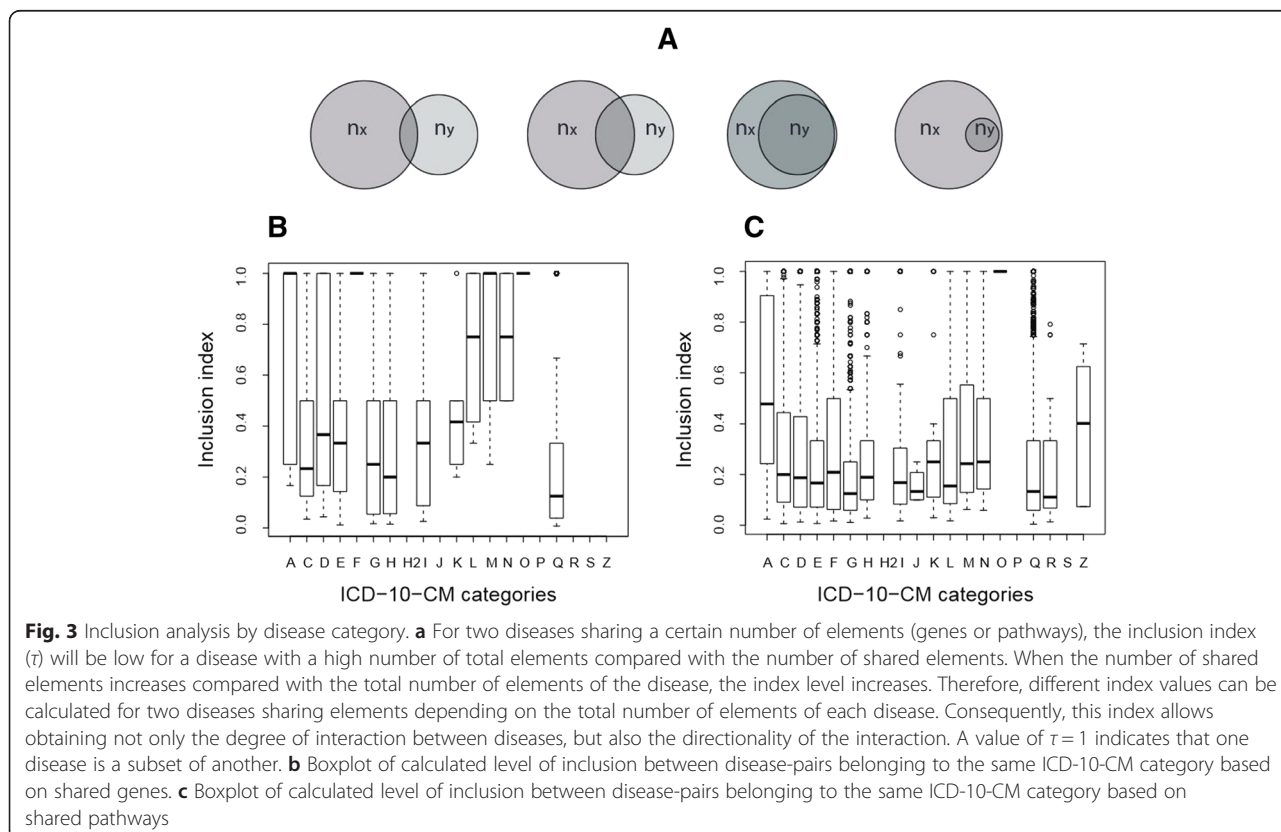 A
nx
ny
nx
ny
nx
ny
nx
ny
B
Inclusion index
0.0
0.2
0.4
0.6
0.8
1.0
A C D E F G H H2 I J K L M N O P Q R S Z
ICD−10−CM categories
C
Inclusion index
0.0
0.2
0.4
0.6
0.8
1.0
A C D E F G H H2 I J K L M N O P Q R S Z
ICD−10−CM categories
Fig. 3 Inclusion analysis by disease category. a For two diseases sharing a certain number of elements (genes or pathways), the inclusion index
(τ) will be low for a disease with a high number of total elements compared with the number of shared elements. When the number of shared
elements increases compared with the total number of elements of the disease, the index level increases. Therefore, different index values can be
calculated for two diseases sharing elements depending on the total number of elements of each disease. Consequently, this index allows
obtaining not only the degree of interaction between diseases, but also the directionality of the interaction. A value of τ = 1 indicates that one
disease is a subset of another. b Boxplot of calculated level of inclusion between disease-pairs belonging to the same ICD-10-CM category based
on shared genes. c Boxplot of calculated level of inclusion between disease-pairs belonging to the same ICD-10-CM category based on
shared pathways